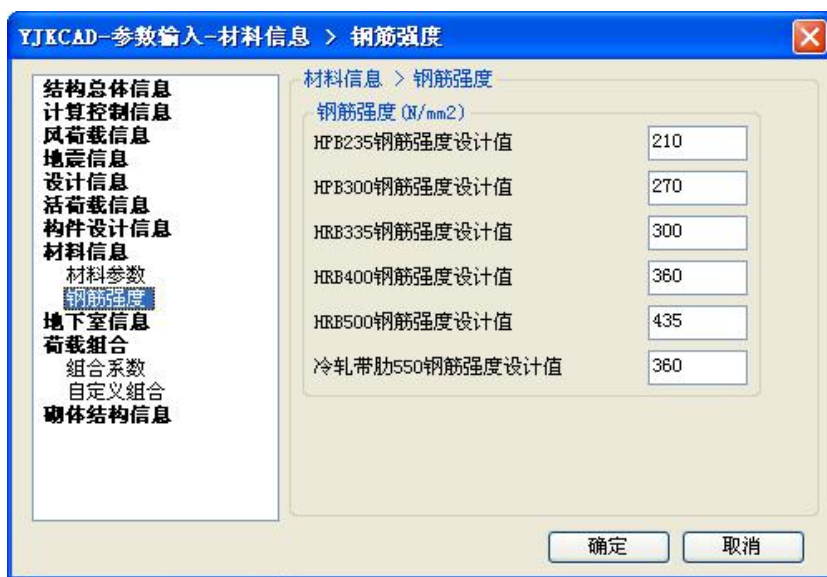 YJKCAD-参数输入-材料信息 > 钢筋强度
结构总体信息
计算控制信息
风荷载信息
地震信息
设计信息
活荷载信息
构件设计信息
材料信息
材料参数
钢筋强度
地下室信息
荷载组合
组合系数
自定义组合
砌体结构信息
材料信息 > 钢筋强度
钢筋强度(N/mm2)
HPB235钢筋强度设计值 210
HPB300钢筋强度设计值 270
HRB335钢筋强度设计值 300
HRB400钢筋强度设计值 360
HRB500钢筋强度设计值 435
冷轧带肋550钢筋强度设计值 360
确定 取消